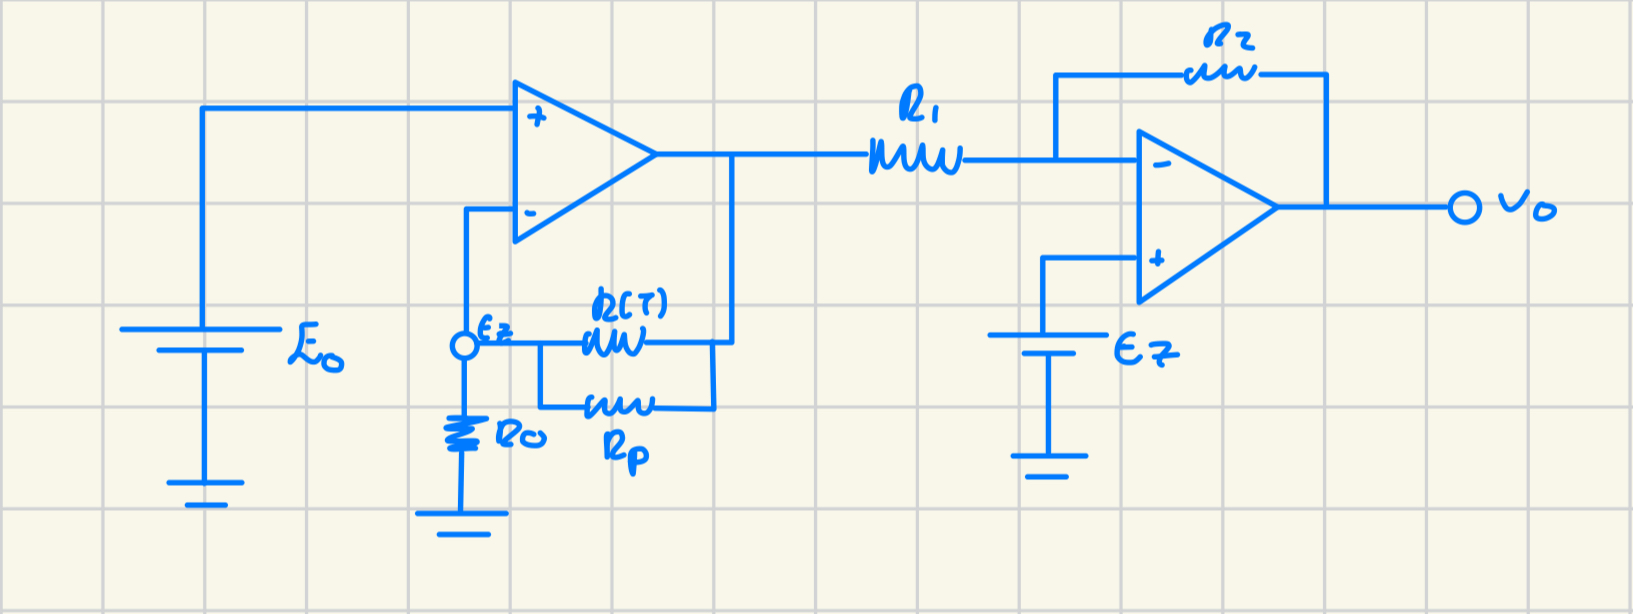 R2
R1
+
-
-
+
Vo
R(T)
Ez
Eo
Ez
Ro
Rp